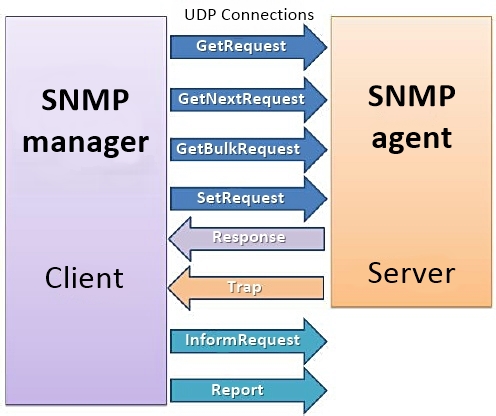 UDP Connections
SNMP
manager
Client
GetRequest
GetNextRequest
GetBulkRequest
SetRequest
Response
Trap
InformRequest
Report
SNMP
agent
Server